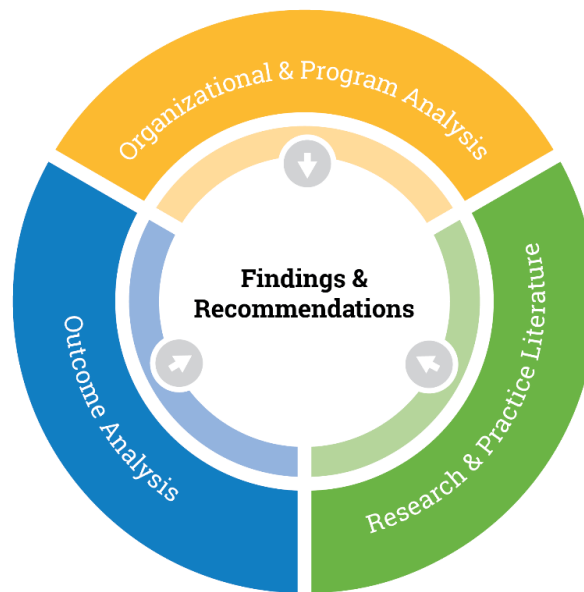 Organizational & Program Analysis
Findings &
Recommendations
Outcome Analysis
Research & Practice Literature